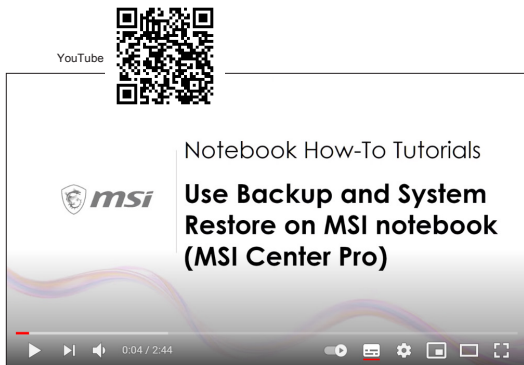 YouTube
Notebook How-To Tutorials
msi
Use Backup and System
Restore on MSI notebook
(MSI Center Pro)
0:04 / 2:44